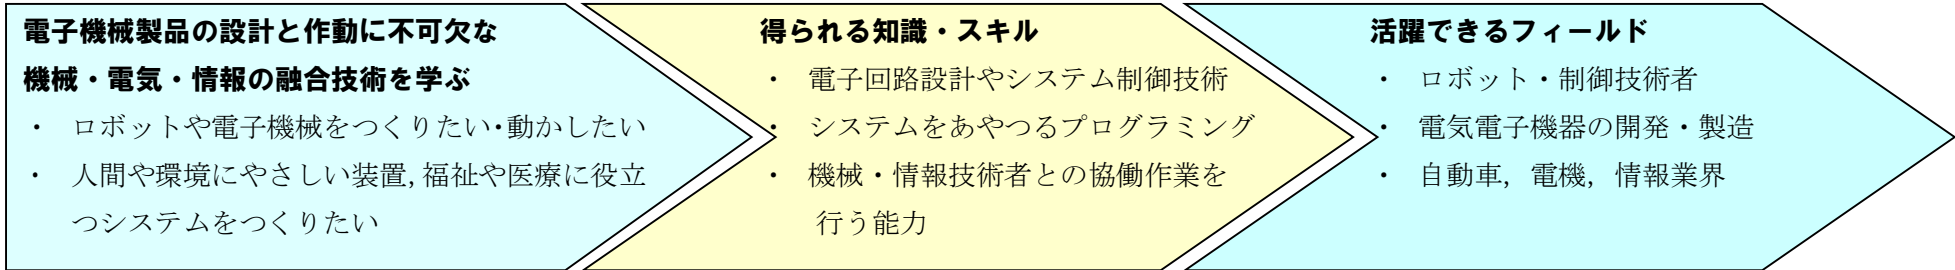 電子機械製品の設計と作動に不可欠な
機械・電気・情報の融合技術を学ぶ
・ ロボットや電子機械をつくりたい・動かしたい
・ 人間や環境にやさしい装置,福祉や医療に役立
つシステムをつくりたい
得られる知識・スキル
・ 電子回路設計やシステム制御技術
・ システムをあやつるプログラミング
・ 機械・情報技術者との協働作業を
行う能力
活躍できるフィールド
・ ロボット・制御技術者
・ 電気電子機器の開発・製造
・ 自動車，電機，情報業界